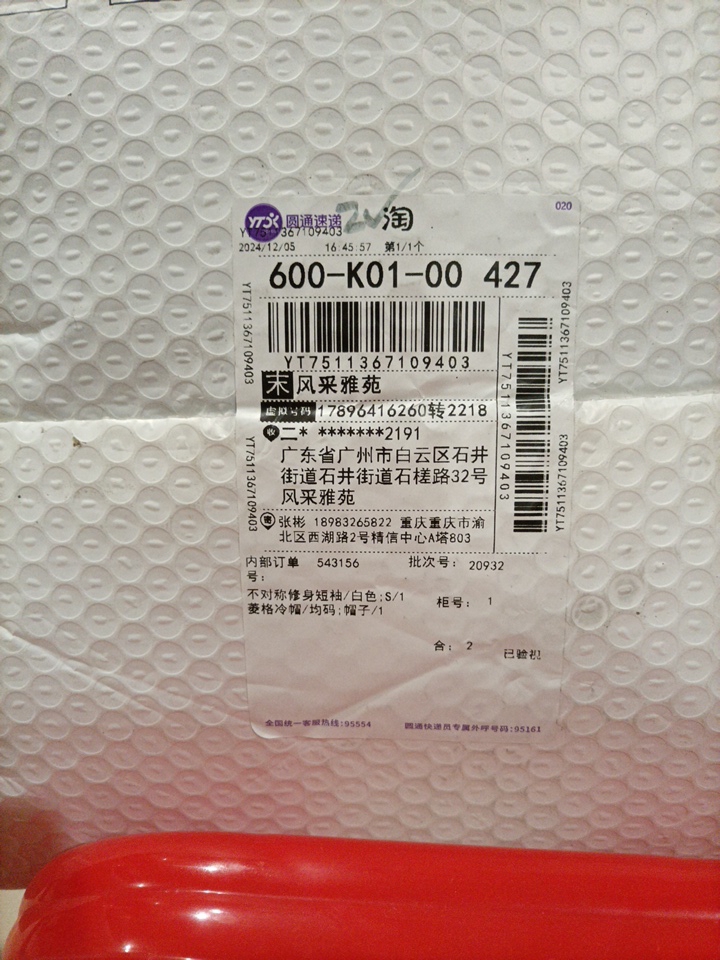 圆通速递
淘
020
YT7511367109403
2024/12/05 16:45:57 第1/1个
600-K01-00 427
YT7511367109403
末 风采雅苑
虚拟号码 17896416260转2218
收 二* *******2191
广东省广州市白云区石井
街道石井街道石槎路32号
风采雅苑
张彬 18983265822 重庆重庆市渝
北区西湖路2号精信中心A塔803
YT7511367109403
YT7511367109403
YT7511367109403
YT7511367109403
YT7511367109403
内部订单 543156 批次号: 20932
号:
不对称修身短袖/白色;S/1
菱格冷帽/均码;帽子/1
柜号: 1
合: 2 已验视
全国统一客服热线:95554 圆通快递员专属外呼号码:95161